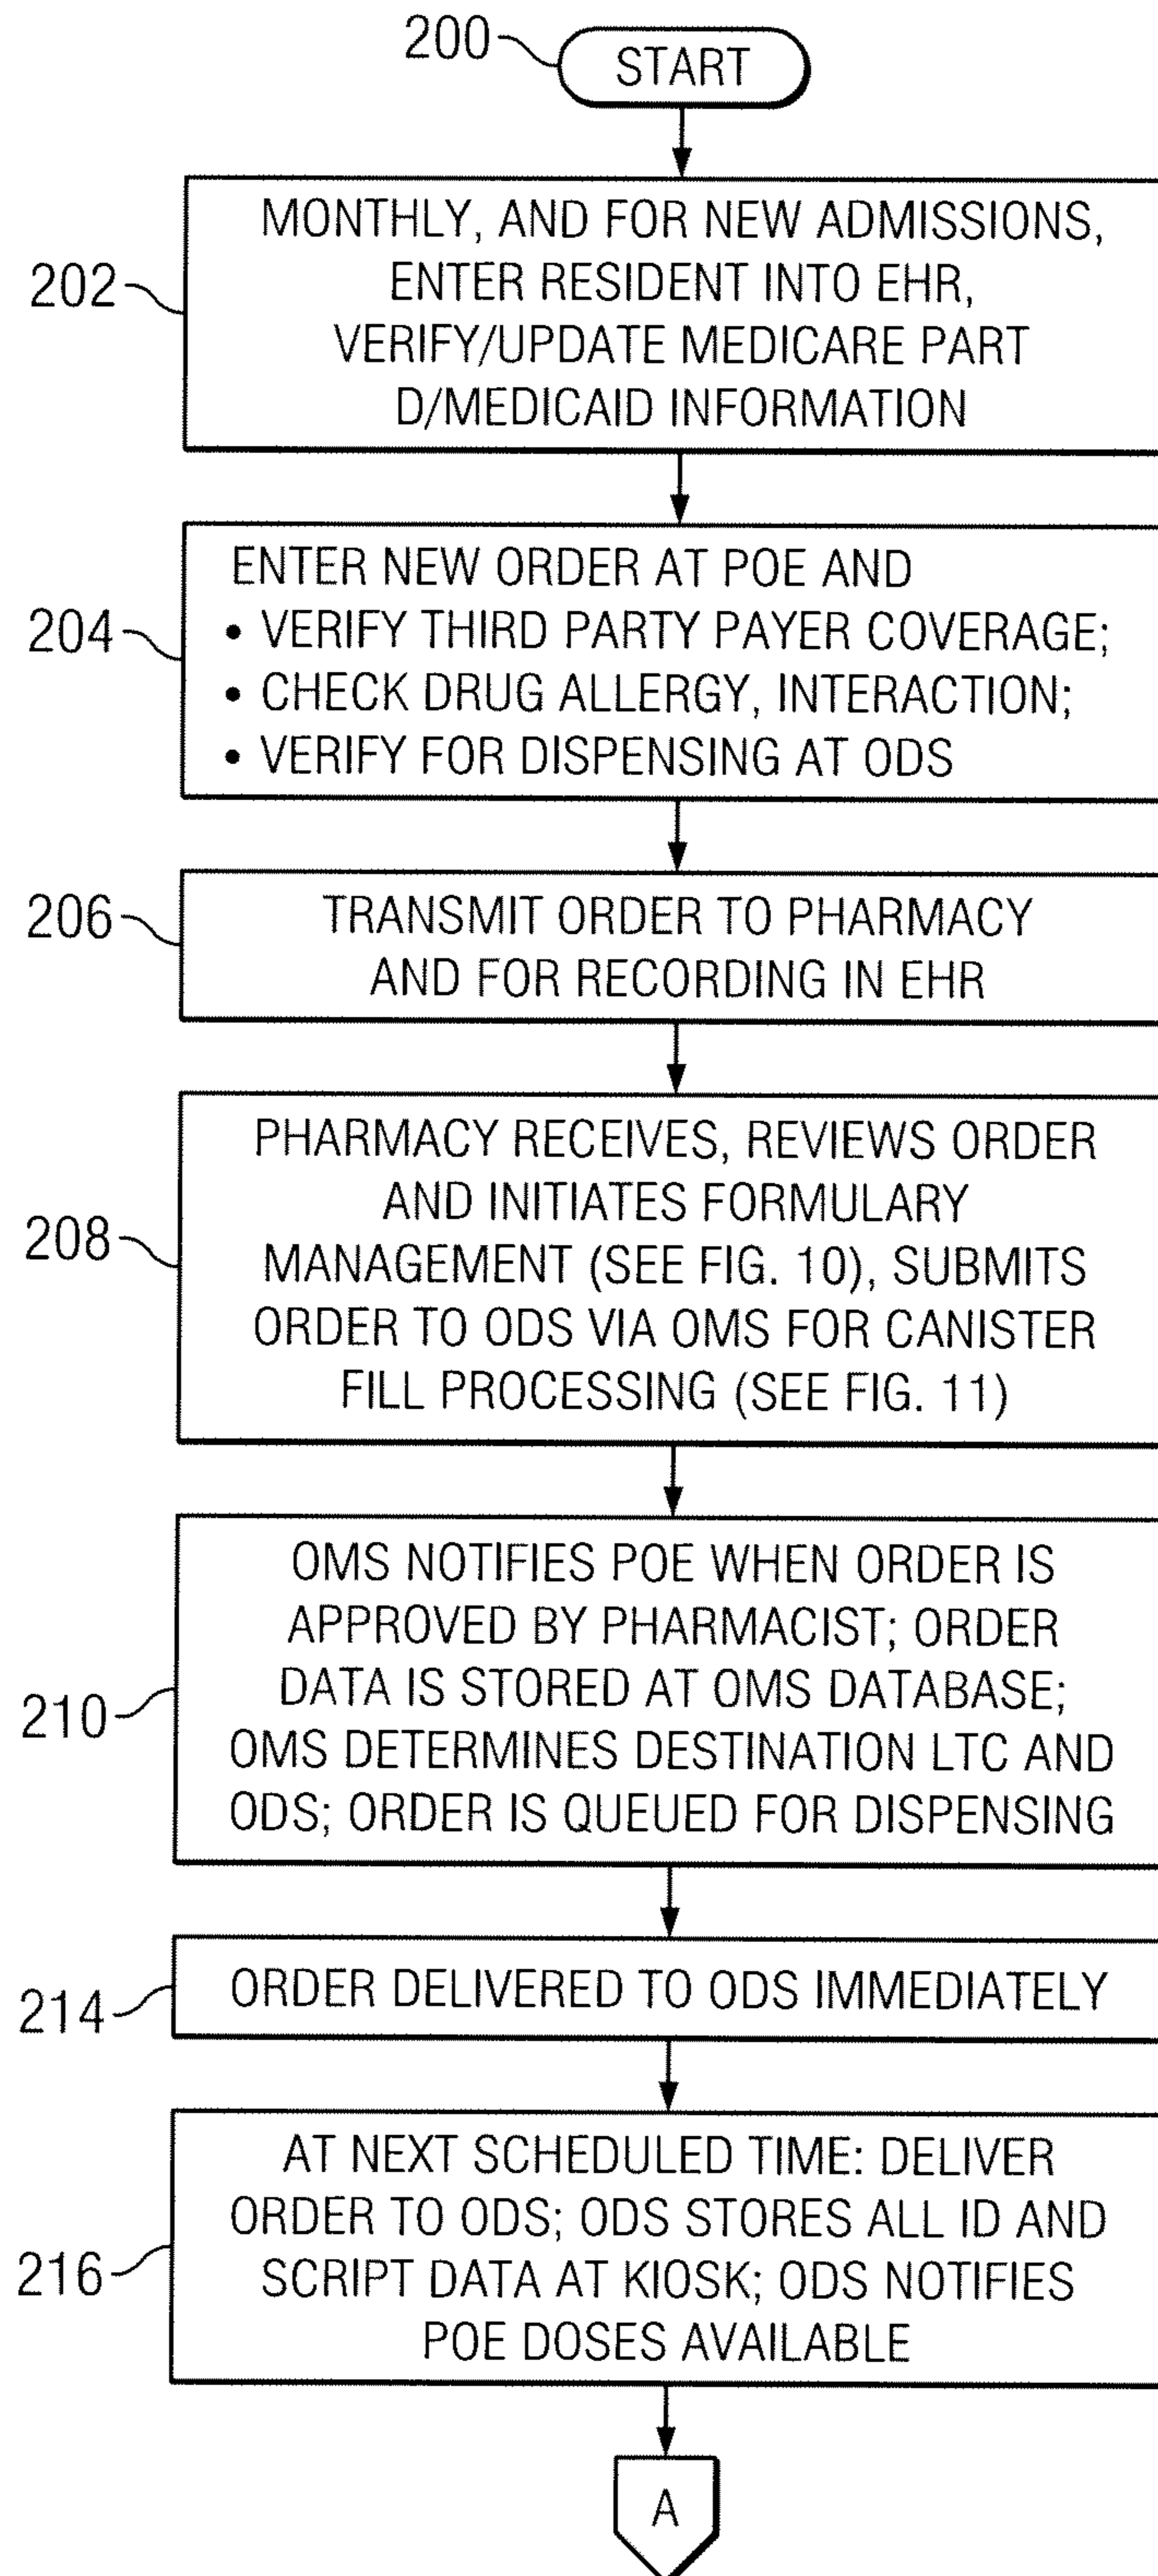 200
START
MONTHLY, AND FOR NEW ADMISSIONS,
ENTER RESIDENT INTO EHR,
VERIFY/UPDATE MEDICARE PART
D/MEDICAID INFORMATION
202
ENTER NEW ORDER AT POE AND
• VERIFY THIRD PARTY PAYER COVERAGE;
• CHECK DRUG ALLERGY, INTERACTION;
• VERIFY FOR DISPENSING AT ODS
204
TRANSMIT ORDER TO PHARMACY
AND FOR RECORDING IN EHR
206
PHARMACY RECEIVES, REVIEWS ORDER
AND INITIATES FORMULARY
MANAGEMENT (SEE FIG. 10), SUBMITS
ORDER TO ODS VIA OMS FOR CANISTER
FILL PROCESSING (SEE FIG. 11)
208
OMS NOTIFIES POE WHEN ORDER IS
APPROVED BY PHARMACIST; ORDER
DATA IS STORED AT OMS DATABASE;
OMS DETERMINES DESTINATION LTC AND
ODS; ORDER IS QUEUED FOR DISPENSING
210
ORDER DELIVERED TO ODS IMMEDIATELY
214
AT NEXT SCHEDULED TIME: DELIVER
ORDER TO ODS; ODS STORES ALL ID AND
SCRIPT DATA AT KIOSK; ODS NOTIFIES
POE DOSES AVAILABLE
216
A